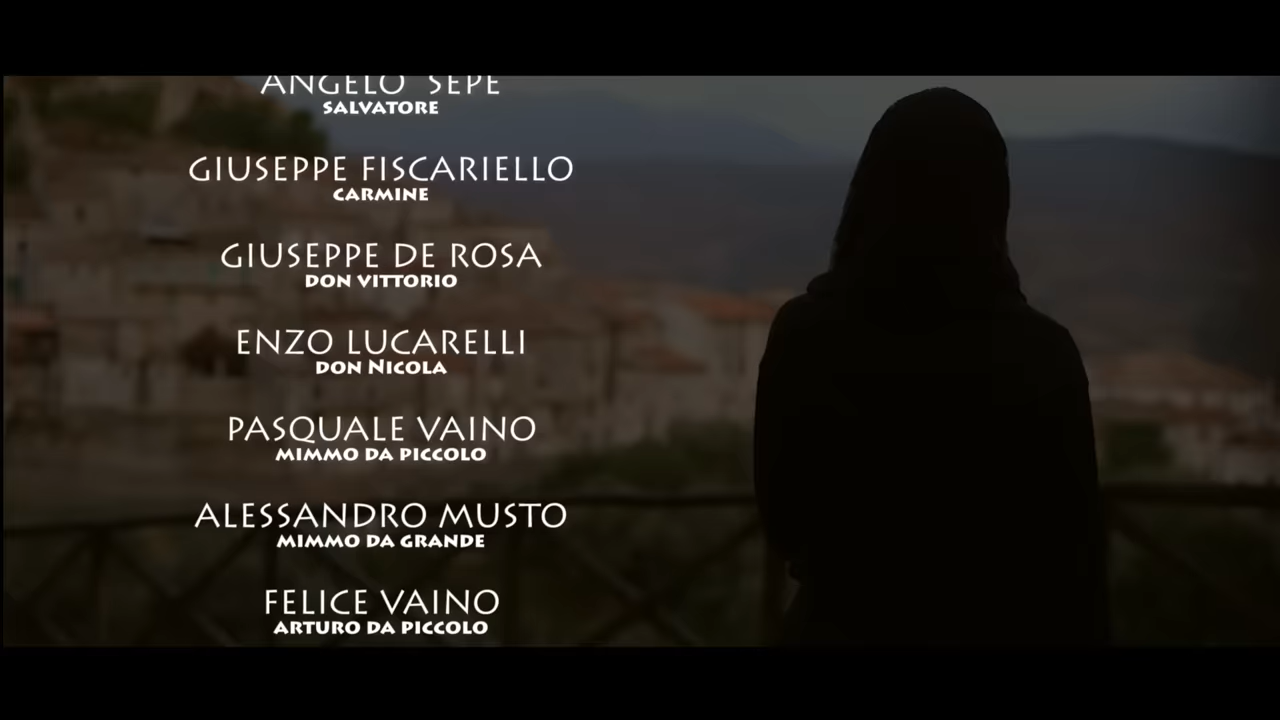 ANGELO SEPE
SALVATORE
GIUSEPPE FISCARIELLO
CARMINE
GIUSEPPE DE ROSA
DON VITTORIO
ENZO LUCARELLI
DON NICOLA
PASQUALE VAINO
MIMMO DA PICCOLO
ALESSANDRO MUSTO
MIMMO DA GRANDE
FELICE VAINO
ARTURO DA PICCOLO